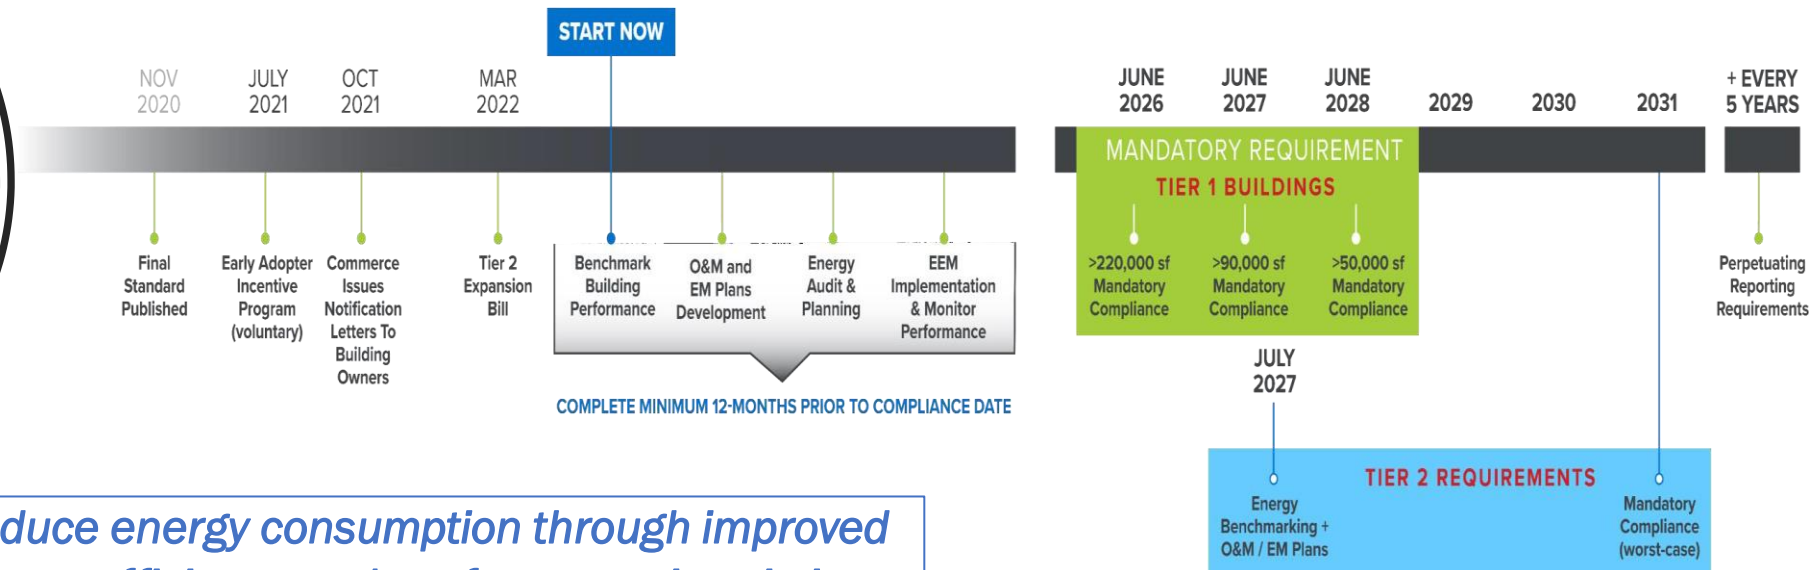 START NOW
NOV
2020
JULY
2021
OCT
2021
MAR
2022
JUNE
2026
JUNE
2027
JUNE
2028
2029
2030
2031
+ EVERY
5 YEARS
MANDATORY REQUIREMENT
TIER 1 BUILDINGS
Final
Standard
Published
Early Adopter
Incentive
Program
(voluntary)
Commerce
Issues
Notification
Letters To
Building
Owners
Tier 2
Expansion
Bill
Benchmark
Building
Performance
O&M and
EM Plans
Development
Energy
Audit &
Planning
EEM
Implementation
& Monitor
Performance
>220,000 sf
Mandatory
Compliance
>90,000 sf
Mandatory
Compliance
>50,000 sf
Mandatory
Compliance
Perpetuating
Reporting
Requirements
COMPLETE MINIMUM 12-MONTHS PRIOR TO COMPLIANCE DATE
JULY
2027
TIER 2 REQUIREMENTS
Energy
Benchmarking +
O&M / EM Plans
Mandatory
Compliance
(worst-case)
duce energy consumption through improved